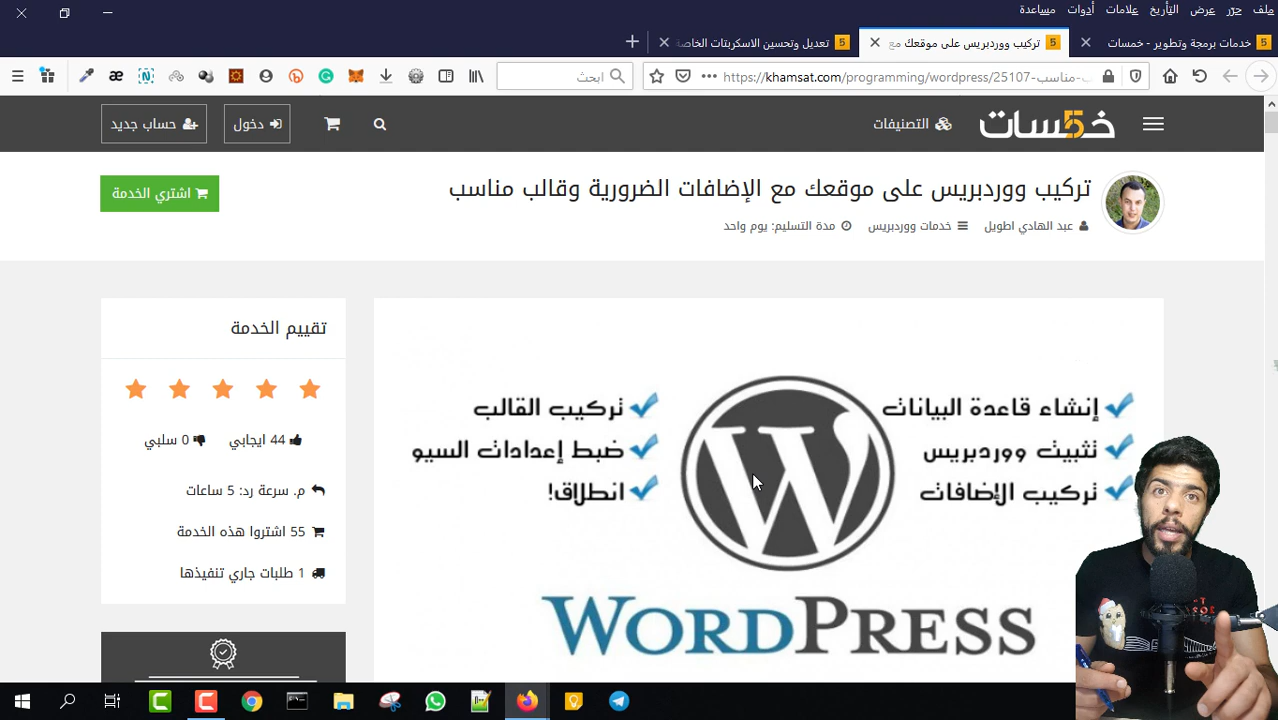 ملف حرّر عرض التأريخ علامات أدوات مساعدة
خدمات برمجة وتطوير - خمسات
تركيب ووردبريس على موقعك مع
تعديل وتحسين الاسكربتات الخاصة
https://khamsat.com/programming/wordpress/25107-
ابحث
خمسات
التصنيفات
دخول
حساب جديد
تركيب ووردبريس على موقعك مع الإضافات الضرورية وقالب مناسب
عبد الهادي اطويل
خدمات ووردبريس
مدة التسليم: يوم واحد
اشتري الخدمة
إنشاء قاعدة البيانات
تثبيت ووردبريس
تركيب الإضافات
تركيب القالب
ضبط إعدادات السيو
انطلاق!
WORDPRESS
تقييم الخدمة
44 ايجابي
0 سلبي
م. سرعة رد: 5 ساعات
55 اشتروا هذه الخدمة
1 طلبات جاري تنفيذها